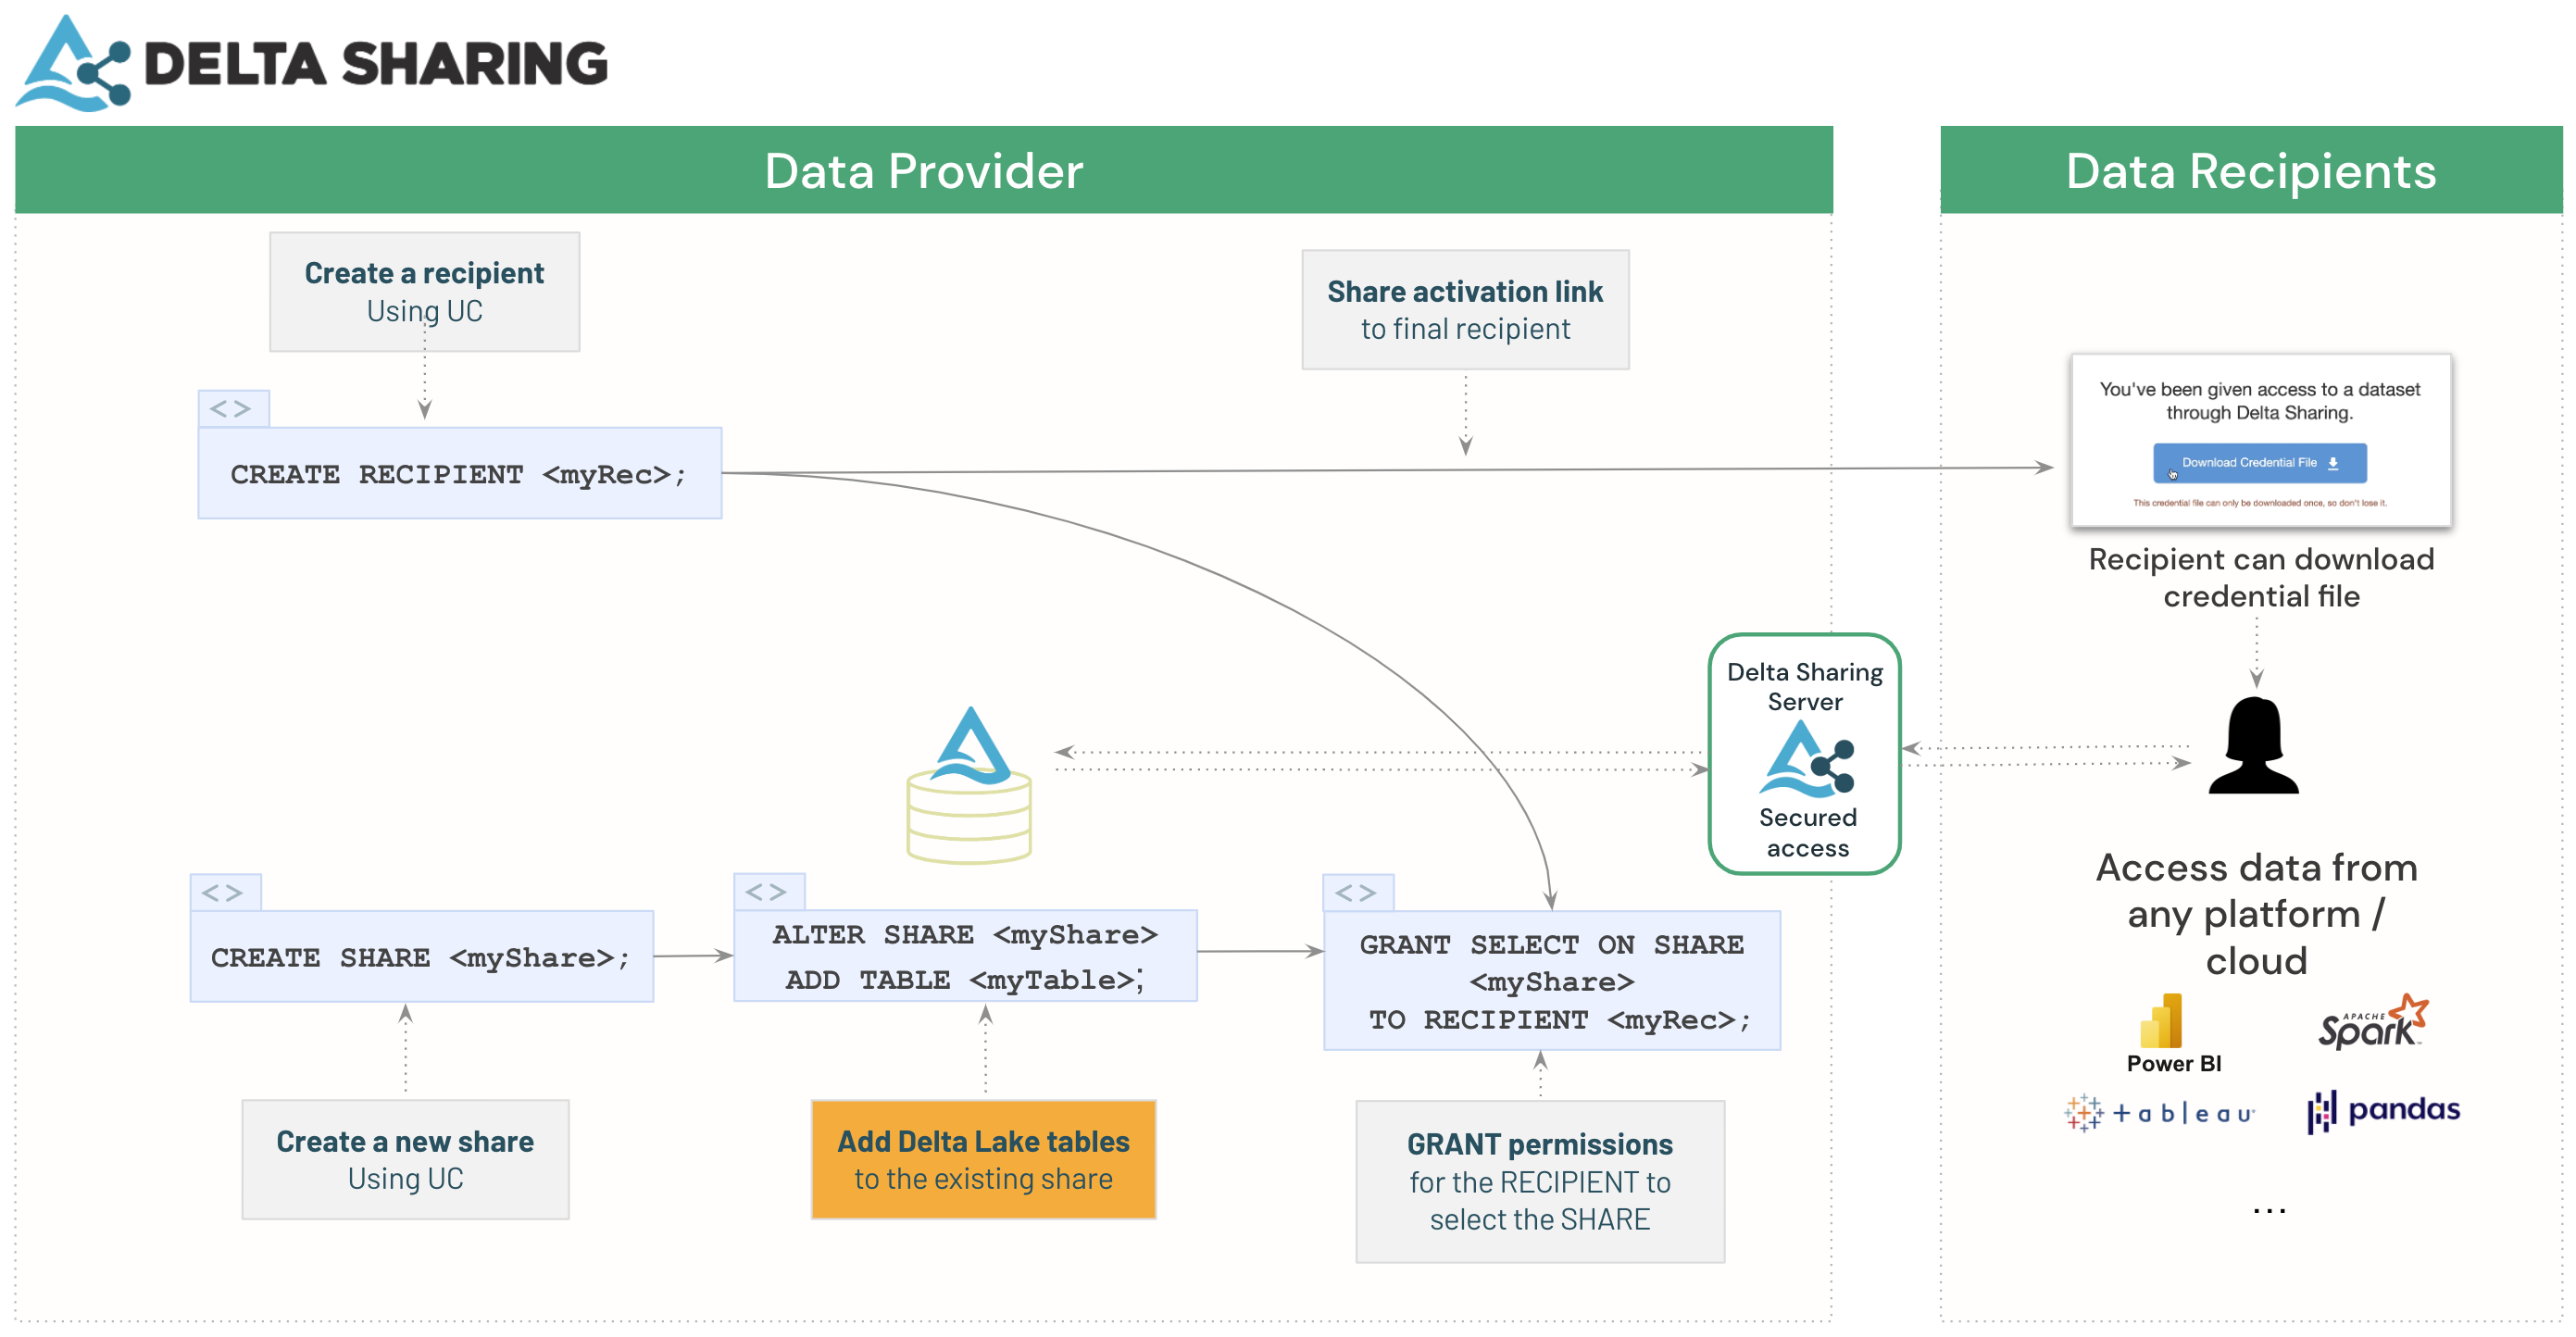 DELTA SHARING
Data Provider
Data Recipients
Create a recipient
Using UC
Share activation link
to final recipient
<>
CREATE RECIPIENT <myRec>;
You've been given access to a dataset
through Delta Sharing.
Download Credential File
This credential file can only be downloaded once, so don't lose it.
Recipient can download
credential file
Delta Sharing
Server
Secured
access
<>
CREATE SHARE <myShare>;
<>
ALTER SHARE <myShare>
ADD TABLE <myTable>;
<>
GRANT SELECT ON SHARE
<myShare>
TO RECIPIENT <myRec>;
Create a new share
Using UC
Add Delta Lake tables
to the existing share
GRANT permissions
for the RECIPIENT to
select the SHARE
Access data from
any platform /
cloud
Power BI
APACHE
Spark™
tableau
pandas
...